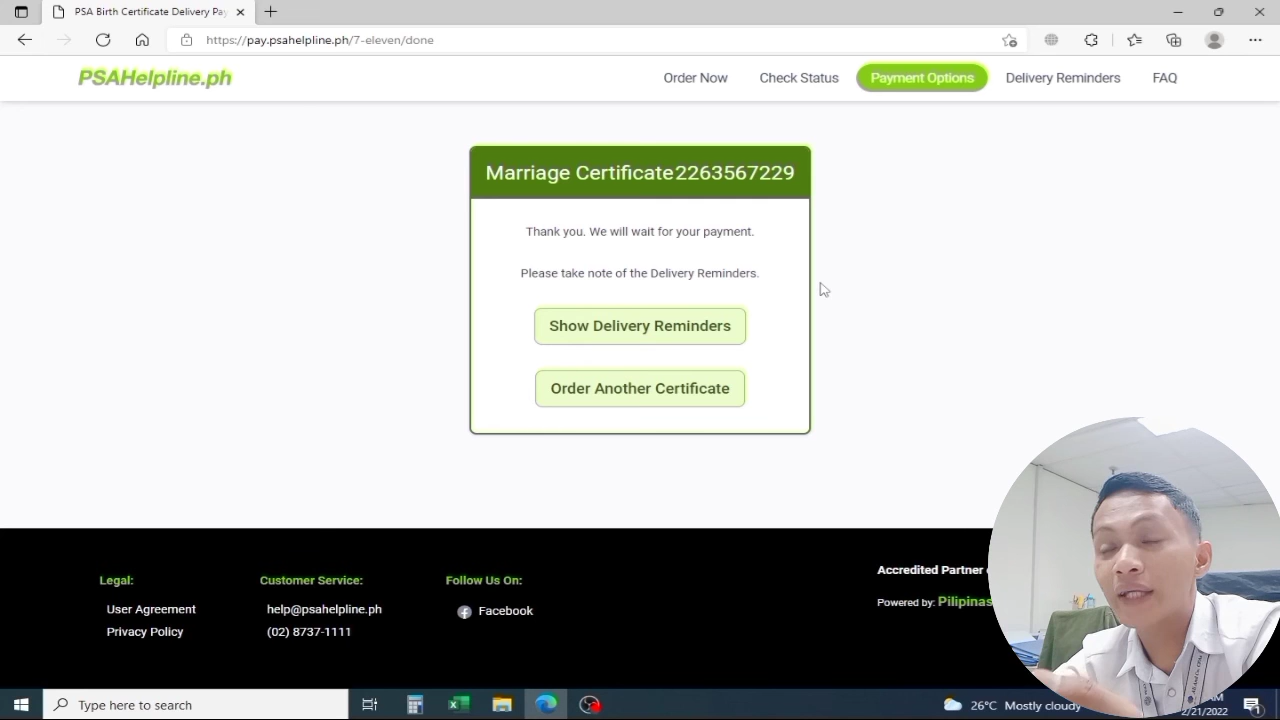 PSA Birth Certificate Delivery Pay
https://pay.psahelpline.ph/7-eleven/done
PSAHelpline.ph
Order Now
Check Status
Payment Options
Delivery Reminders
FAQ
Marriage Certificate 2263567229
Thank you. We will wait for your payment.
Please take note of the Delivery Reminders.
Show Delivery Reminders
Order Another Certificate
Legal:
User Agreement
Privacy Policy
Customer Service:
help@psahelpline.ph
(02) 8737-1111
Follow Us On:
Facebook
Accredited Partner
Powered by: Pilipinas
Type here to search
26°C Mostly cloudy
2/21/2022